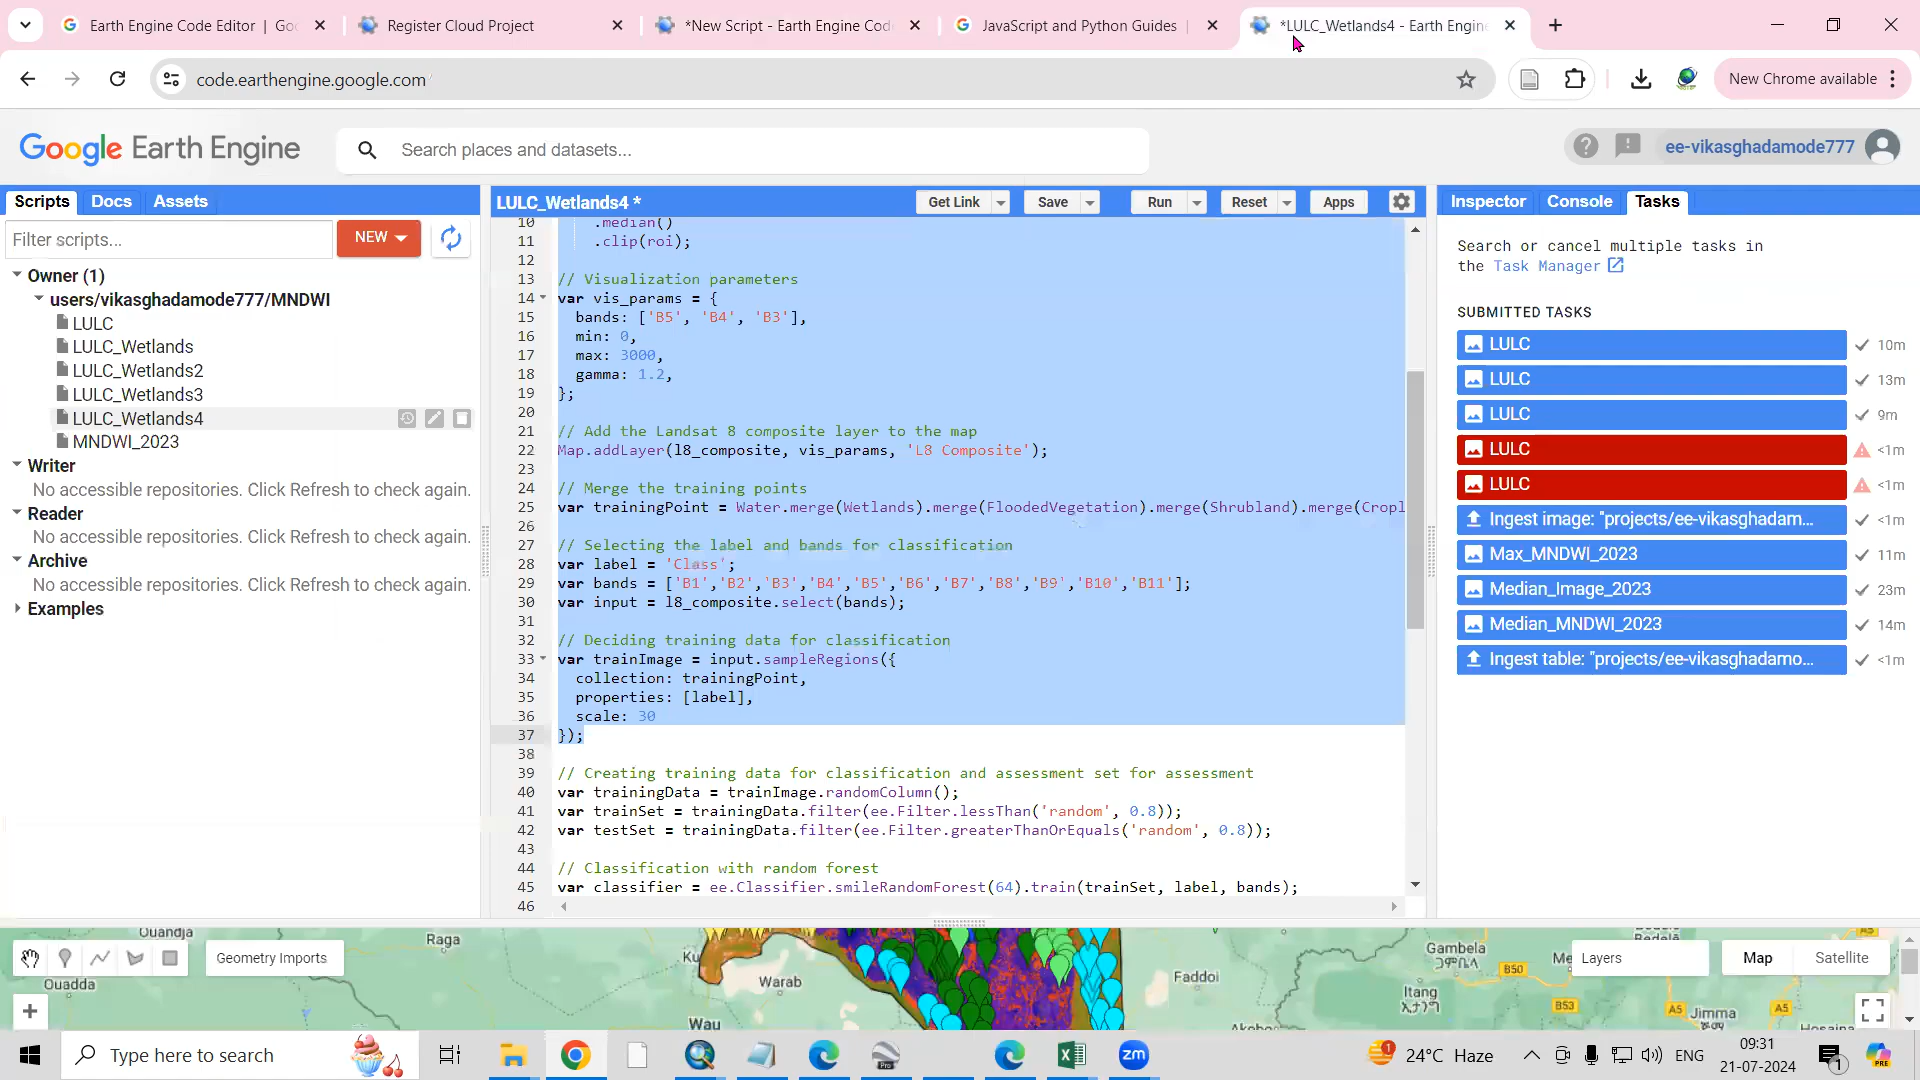 Earth Engine Code Editor | Goo
Register Cloud Project
*New Script - Earth Engine Cod
JavaScript and Python Guides |
*LULC_Wetlands4 - Earth Engine
code.earthengine.google.com
New Chrome available
Google Earth Engine
Search places and datasets...
ee-vikasghadamode777
Scripts Docs Assets
Filter scripts...
NEW
Owner (1)
users/vikasghadamode777/MNDWI
LULC
LULC_Wetlands
LULC_Wetlands2
LULC_Wetlands3
LULC_Wetlands4
MNDWI_2023
Writer
No accessible repositories. Click Refresh to check again.
Reader
No accessible repositories. Click Refresh to check again.
Archive
No accessible repositories. Click Refresh to check again.
Examples
LULC_Wetlands4 *
Get Link Save Run Reset Apps
10 .median()
11 .clip(roi);
12
13 // Visualization parameters
14 var vis_params = {
15 bands: ['B5', 'B4', 'B3'],
16 min: 0,
17 max: 3000,
18 gamma: 1.2,
19 };
20
21 // Add the Landsat 8 composite layer to the map
22 Map.addLayer(l8_composite, vis_params, 'L8 Composite');
23
24 // Merge the training points
25 var trainingPoint = Water.merge(Wetlands).merge(FloodedVegetation).merge(Shrubland).merge(Cropl
26
27 // Selecting the label and bands for classification
28 var label = 'Class';
29 var bands = ['B1','B2','B3','B4','B5','B6','B7','B8','B9','B10','B11'];
30 var input = l8_composite.select(bands);
31
32 // Deciding training data for classification
33 var trainImage = input.sampleRegions({
34 collection: trainingPoint,
35 properties: [label],
36 scale: 30
37 });
38
39 // Creating training data for classification and assessment set for assessment
40 var trainingData = trainImage.randomColumn();
41 var trainSet = trainingData.filter(ee.Filter.lessThan('random', 0.8));
42 var testSet = trainingData.filter(ee.Filter.greaterThanOrEquals('random', 0.8));
43
44 // Classification with random forest
45 var classifier = ee.Classifier.smileRandomForest(64).train(trainSet, label, bands);
46
Inspector Console Tasks
Search or cancel multiple tasks in
the Task Manager
SUBMITTED TASKS
LULC 10m
LULC 13m
LULC 9m
LULC <1m
LULC <1m
Ingest image: "projects/ee-vikasghadam... <1m
Max_MNDWI_2023 11m
Median_Image_2023 23m
Median_MNDWI_2023 14m
Ingest table: "projects/ee-vikasghadamo... <1m
Geometry Imports
Layers
Map Satellite
Ouandja
Raga
Ouadda
Warab
Wau
Faddoi
Gambela
B50
Itang
B53
A5
A5
Jimma
Type here to search
24°C Haze
ENG
09:31
21-07-2024